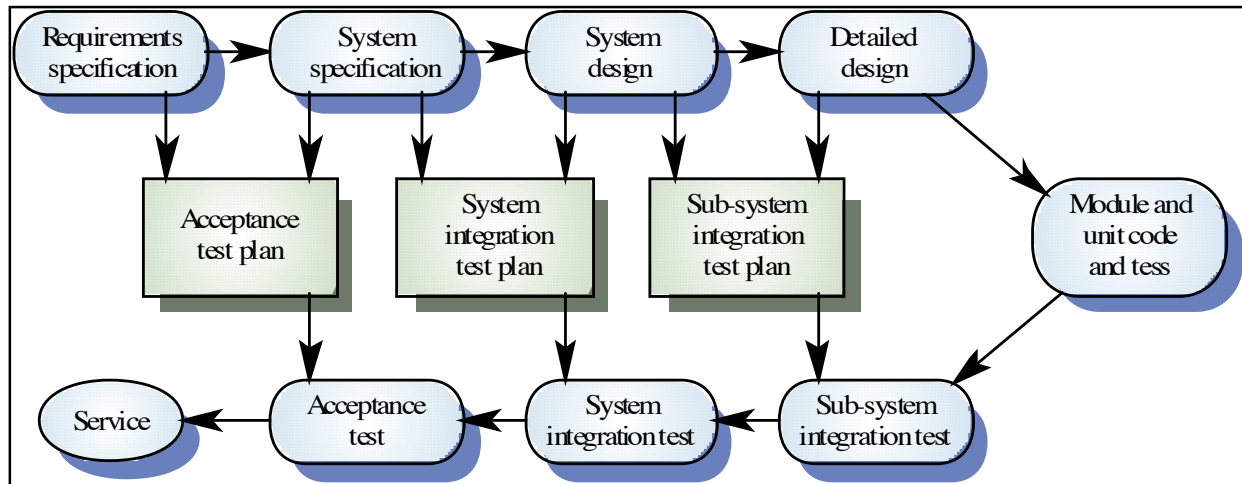 Requirements
specification
System
specification
System
design
Detailed
design
Acceptance
test plan
System
integration
test plan
Sub-system
integration
test plan
Module and
unit code
and tess
Service
Acceptance
test
System
integration test
Sub-system
integration test